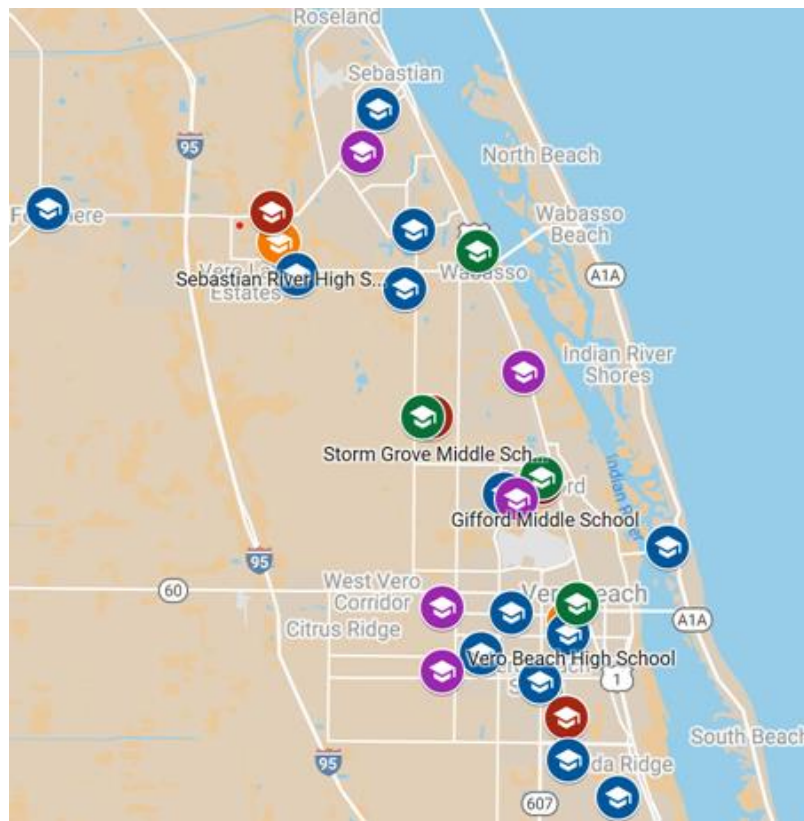 Roseland
Sebastian
95
North Beach
Wabasso
Beach
A1A
Wabasso
Sebastian River High S...
Estates
Indian River
Shores
Storm Grove Middle Sch...
Indian River
Gifford Middle School
95
60
West Vero
Corridor
A1A
Citrus Ridge
Vero Beach High School
1
South Beach
95
607